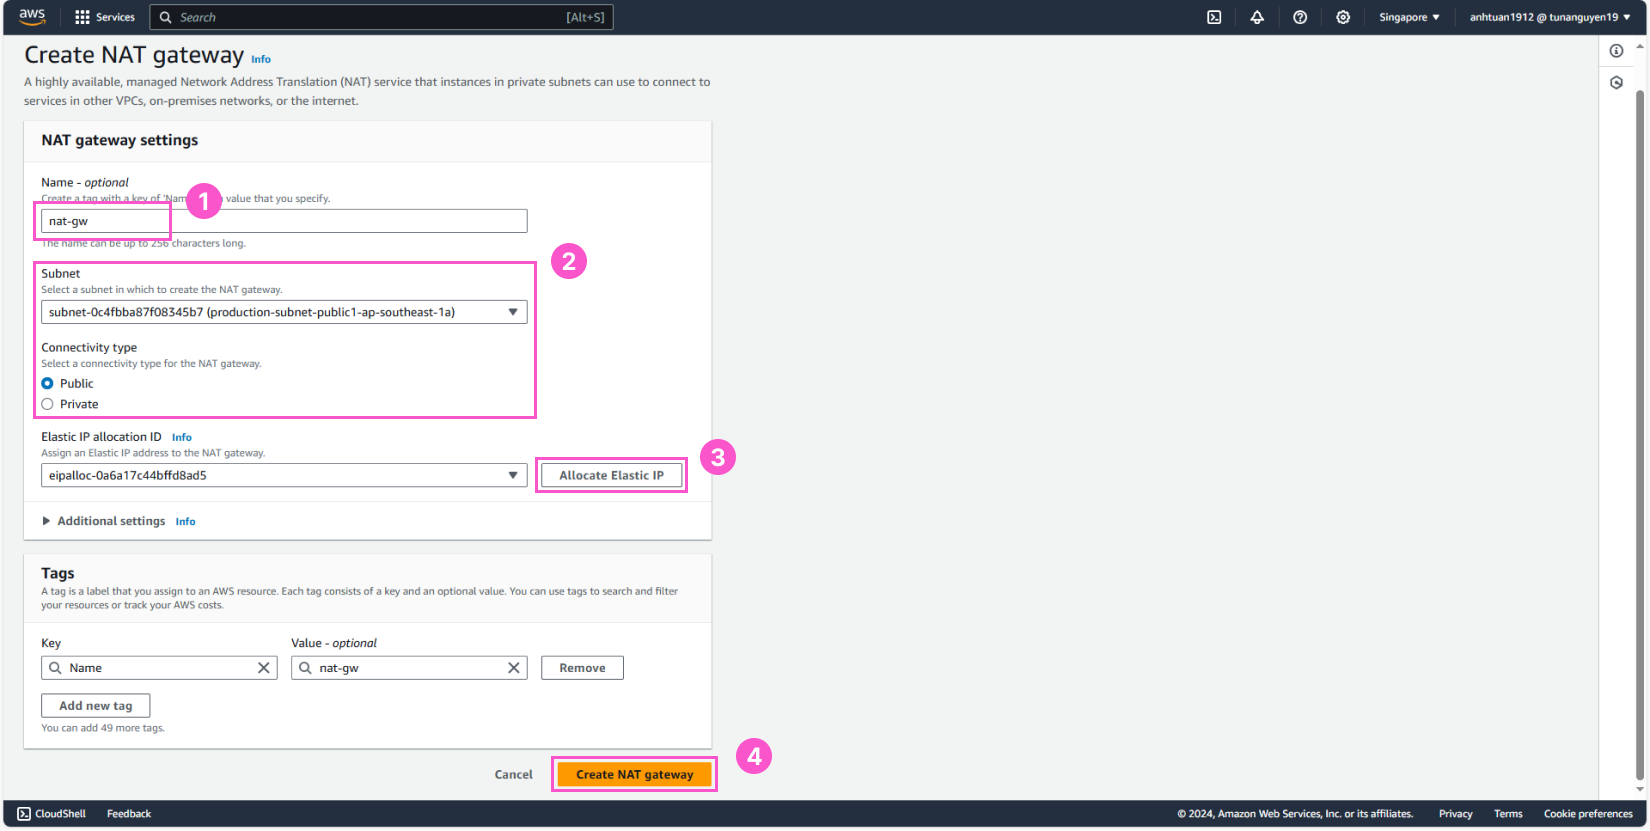 aws
Services
Search
[Alt+S]
Singapore
anhtuan1912 @ tunanguyen19
Create NAT gateway Info
A highly available, managed Network Address Translation (NAT) service that instances in private subnets can use to connect to
services in other VPCs, on-premises networks, or the internet.
NAT gateway settings
Name - optional
Create a tag with a key of 'Nam value that you specify.
1
nat-gw
The name can be up to 256 characters long.
2
Subnet
Select a subnet in which to create the NAT gateway.
subnet-0c4fbba87f08345b7 (production-subnet-public1-ap-southeast-1a)
Connectivity type
Select a connectivity type for the NAT gateway.
Public
Private
Elastic IP allocation ID Info
Assign an Elastic IP address to the NAT gateway.
3
eipalloc-0a6a17c44bffd8ad5
Allocate Elastic IP
Additional settings Info
Tags
A tag is a label that you assign to an AWS resource. Each tag consists of a key and an optional value. You can use tags to search and filter
your resources or track your AWS costs.
Key
Value - optional
Name
nat-gw
Remove
Add new tag
You can add 49 more tags.
4
Cancel
Create NAT gateway
CloudShell
Feedback
© 2024, Amazon Web Services, Inc. or its affiliates.
Privacy
Terms
Cookie preferences